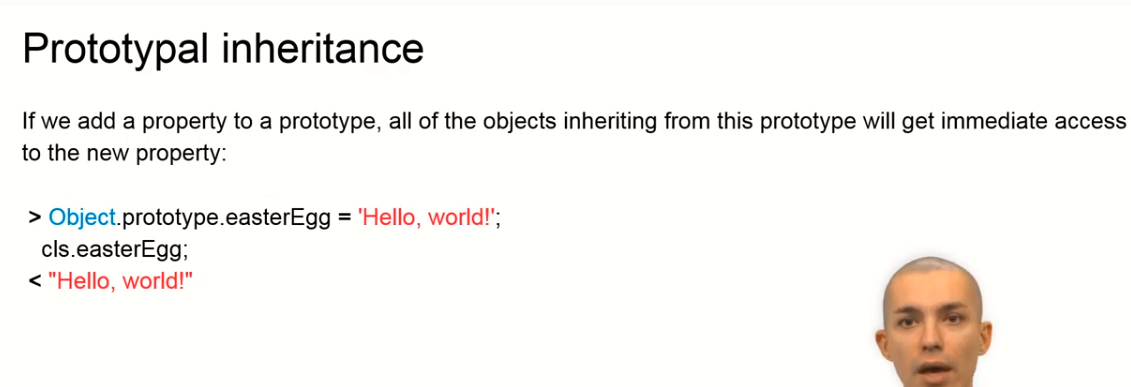 Prototypal inheritance
If we add a property to a prototype, all of the objects inheriting from this prototype will get immediate access
to the new property:
> Object.prototype.easterEgg = 'Hello, world!';
cls.easterEgg;
< "Hello, world!"